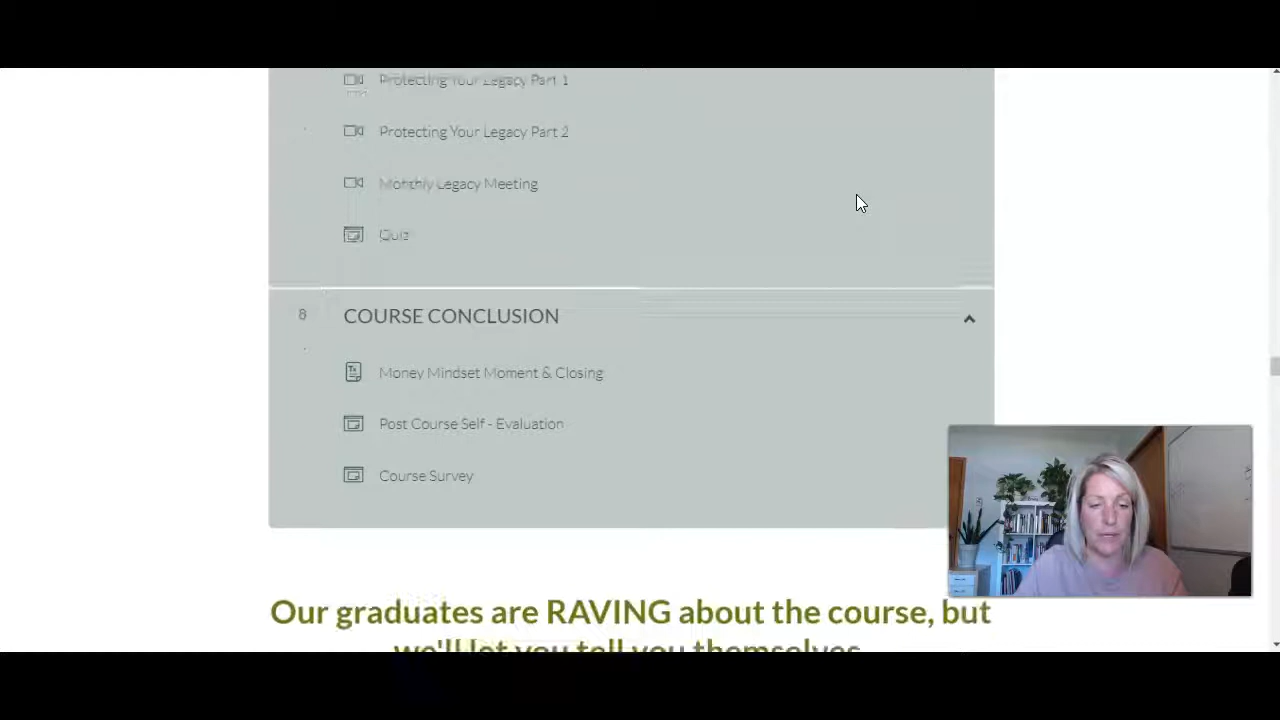 Protecting Your Legacy Part 1
Protecting Your Legacy Part 2
Monthly Legacy Meeting
Quiz
8
COURSE CONCLUSION
Money Mindset Moment & Closing
Post Course Self - Evaluation
Course Survey
Our graduates are RAVING about the course, but
we'll let you tell you themselves